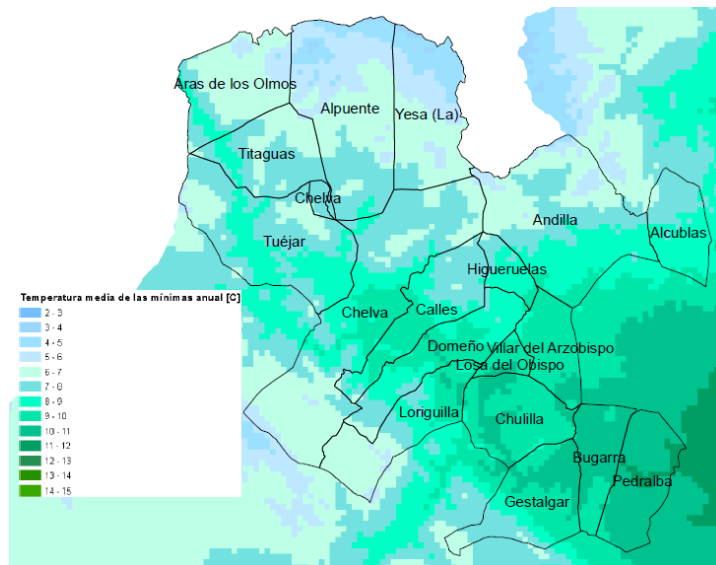 Aras de los Olmos
Alpuente
Yesa (La)
Titaguas
Chelva
Andilla
Alcublas
Tuéjar
Higueruelas
Temperatura media de las mínimas anual [C]
2 - 3
3 - 4
4 - 5
5 - 6
6 - 7
7 - 8
8 - 9
9 - 10
10 - 11
11 - 12
12 - 13
13 - 14
14 - 15
Chelva
Calles
Domeño
Villar del Arzobispo
Losa del Obispo
Loriguilla
Chulilla
Bugarra
Pedralba
Gestalgar